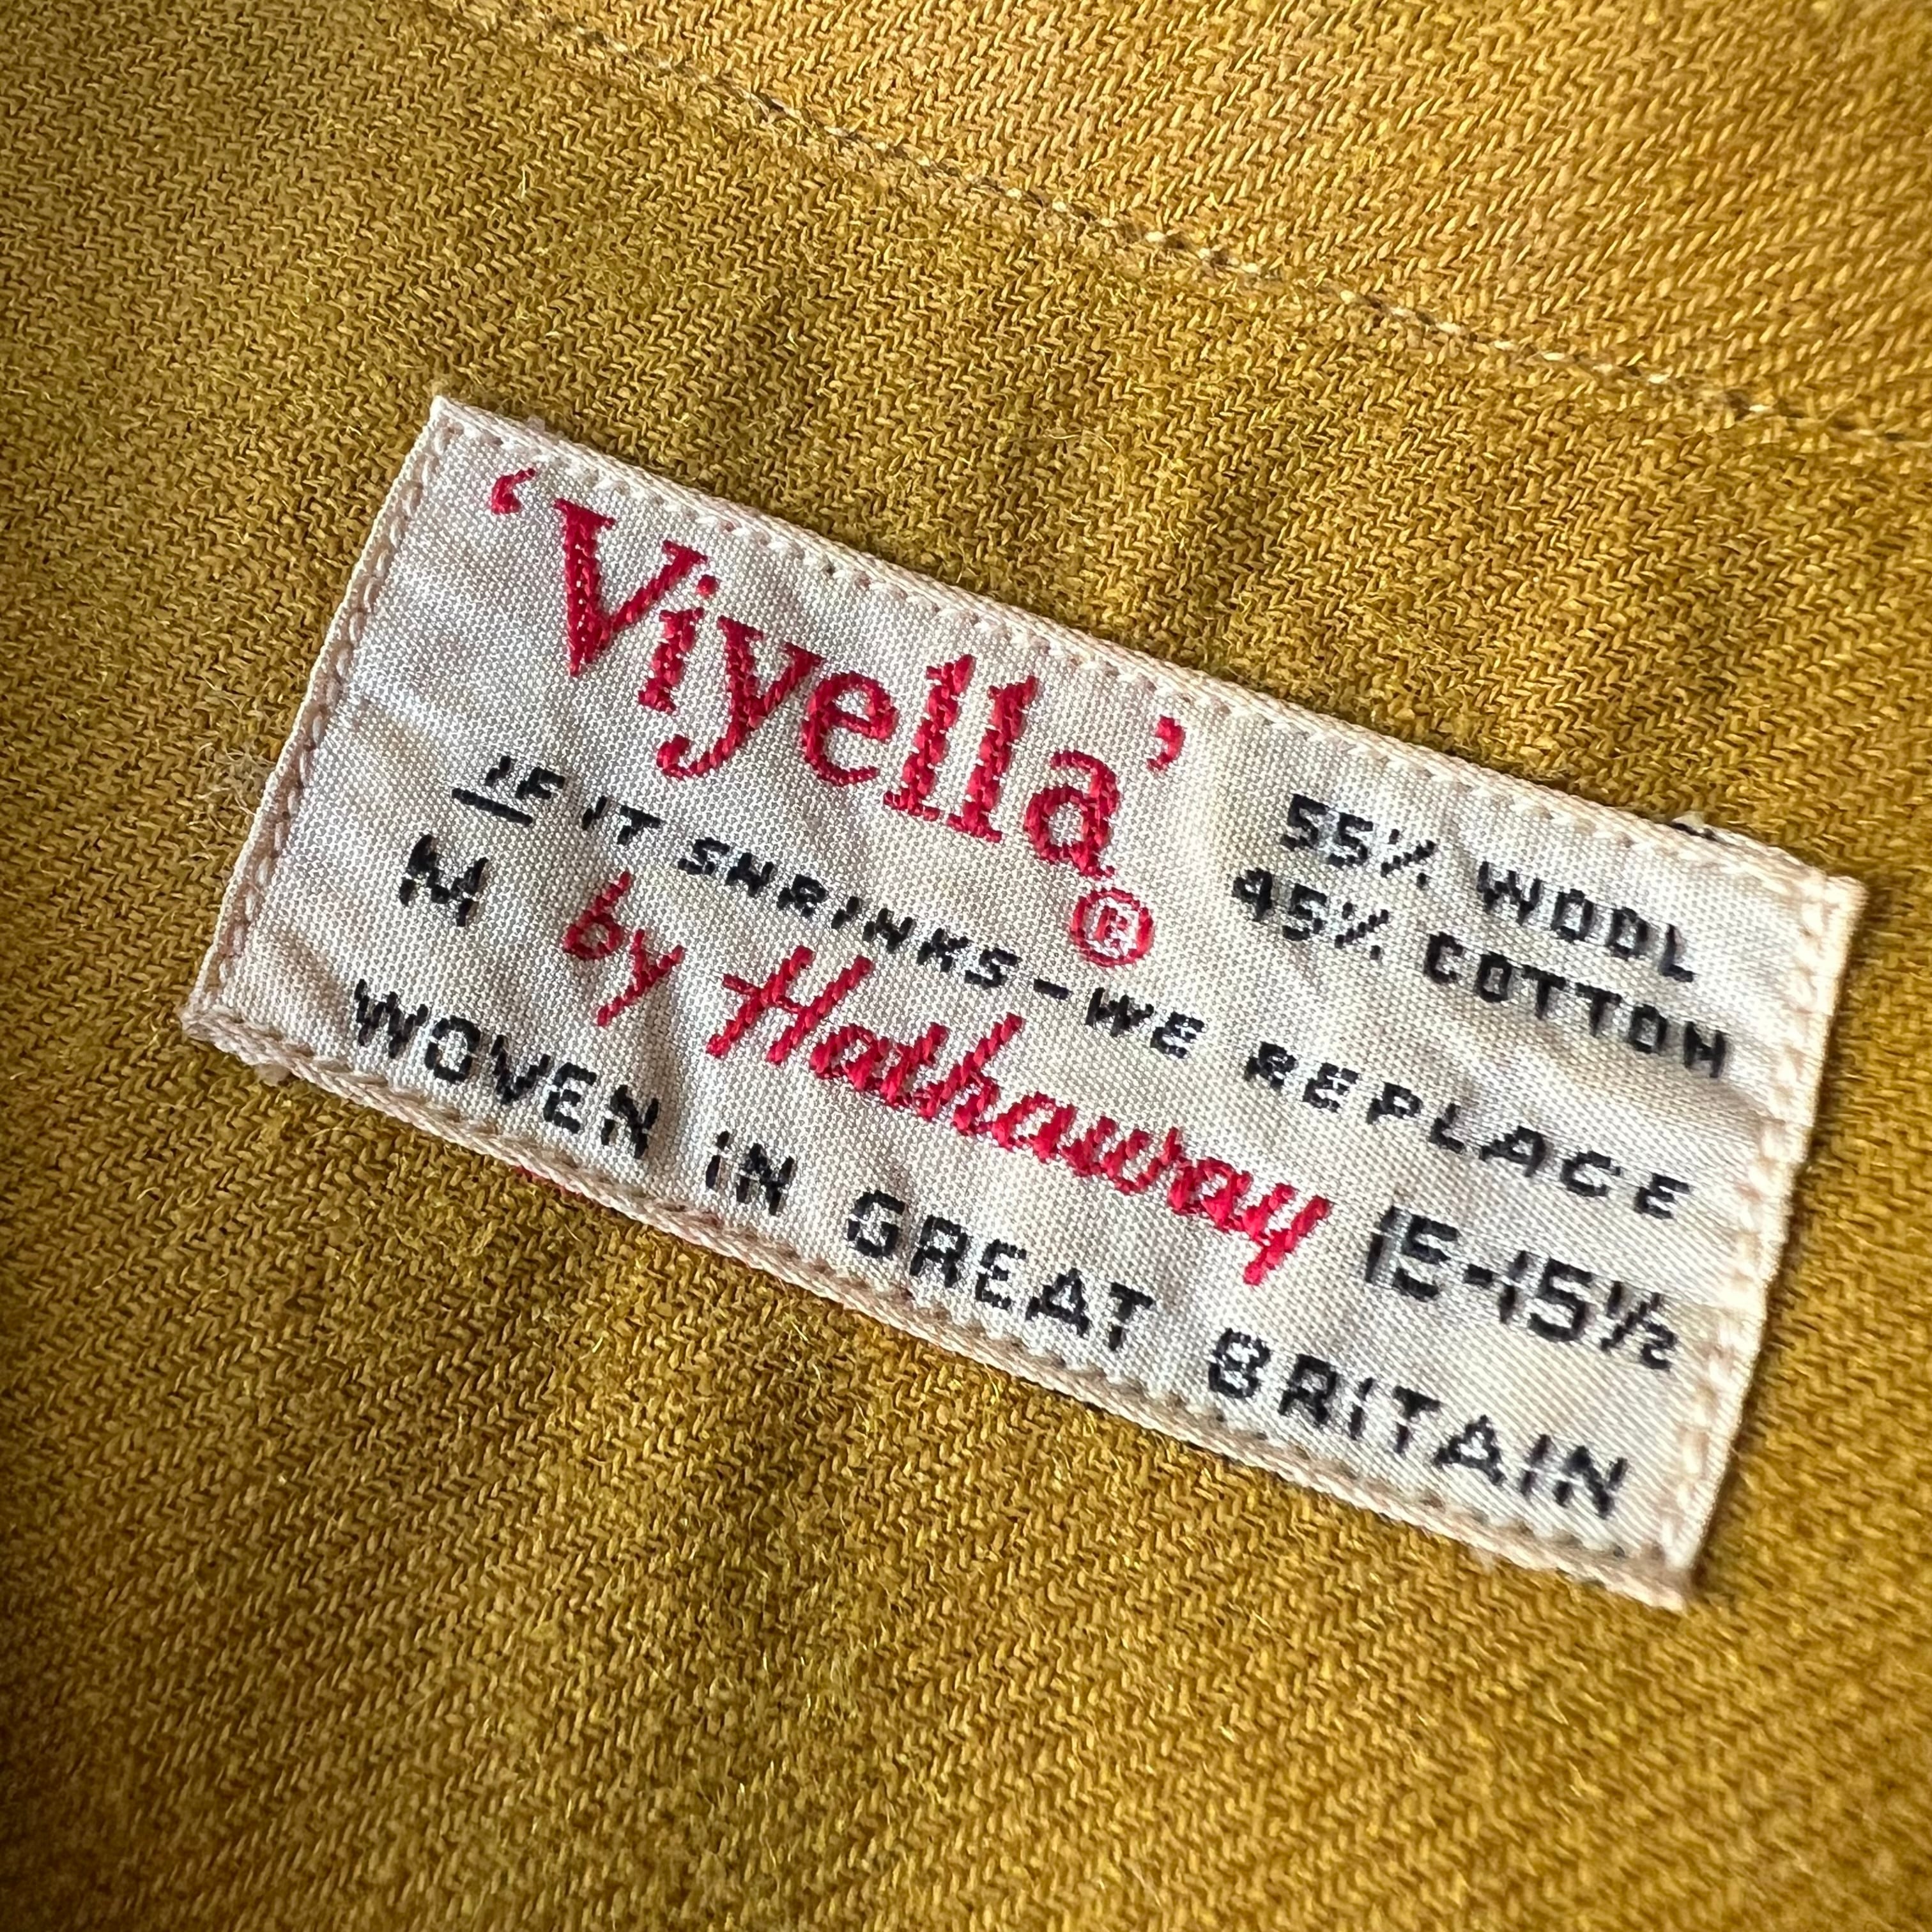 ‘Viyella’®
55% WOOL
45% COTTON
IF IT SHRINKS-WE REPLACE
M by Hathaway 15-15½
WOVEN IN GREAT BRITAIN